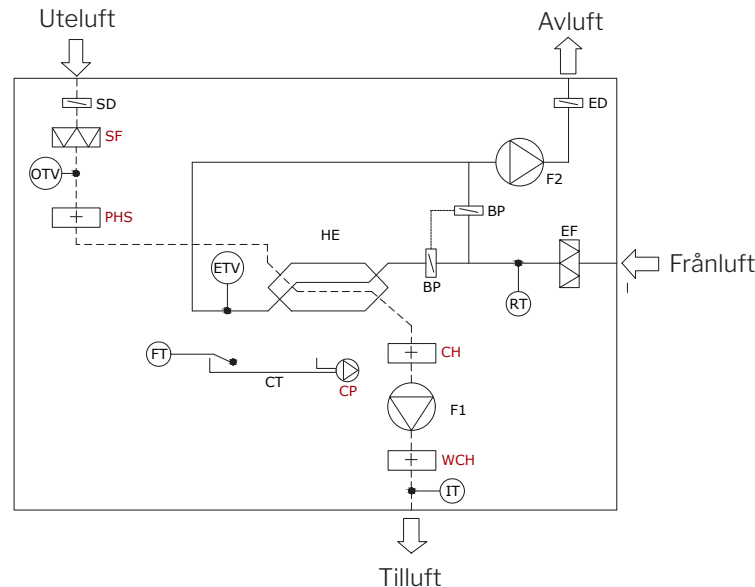 Uteluft
Avluft
SD
ED
SF
OTV
F2
PHS
BP
HE
EF
ETV
Frånluft
BP
RT
FT
CH
CT
CP
F1
WCH
IT
Tilluft